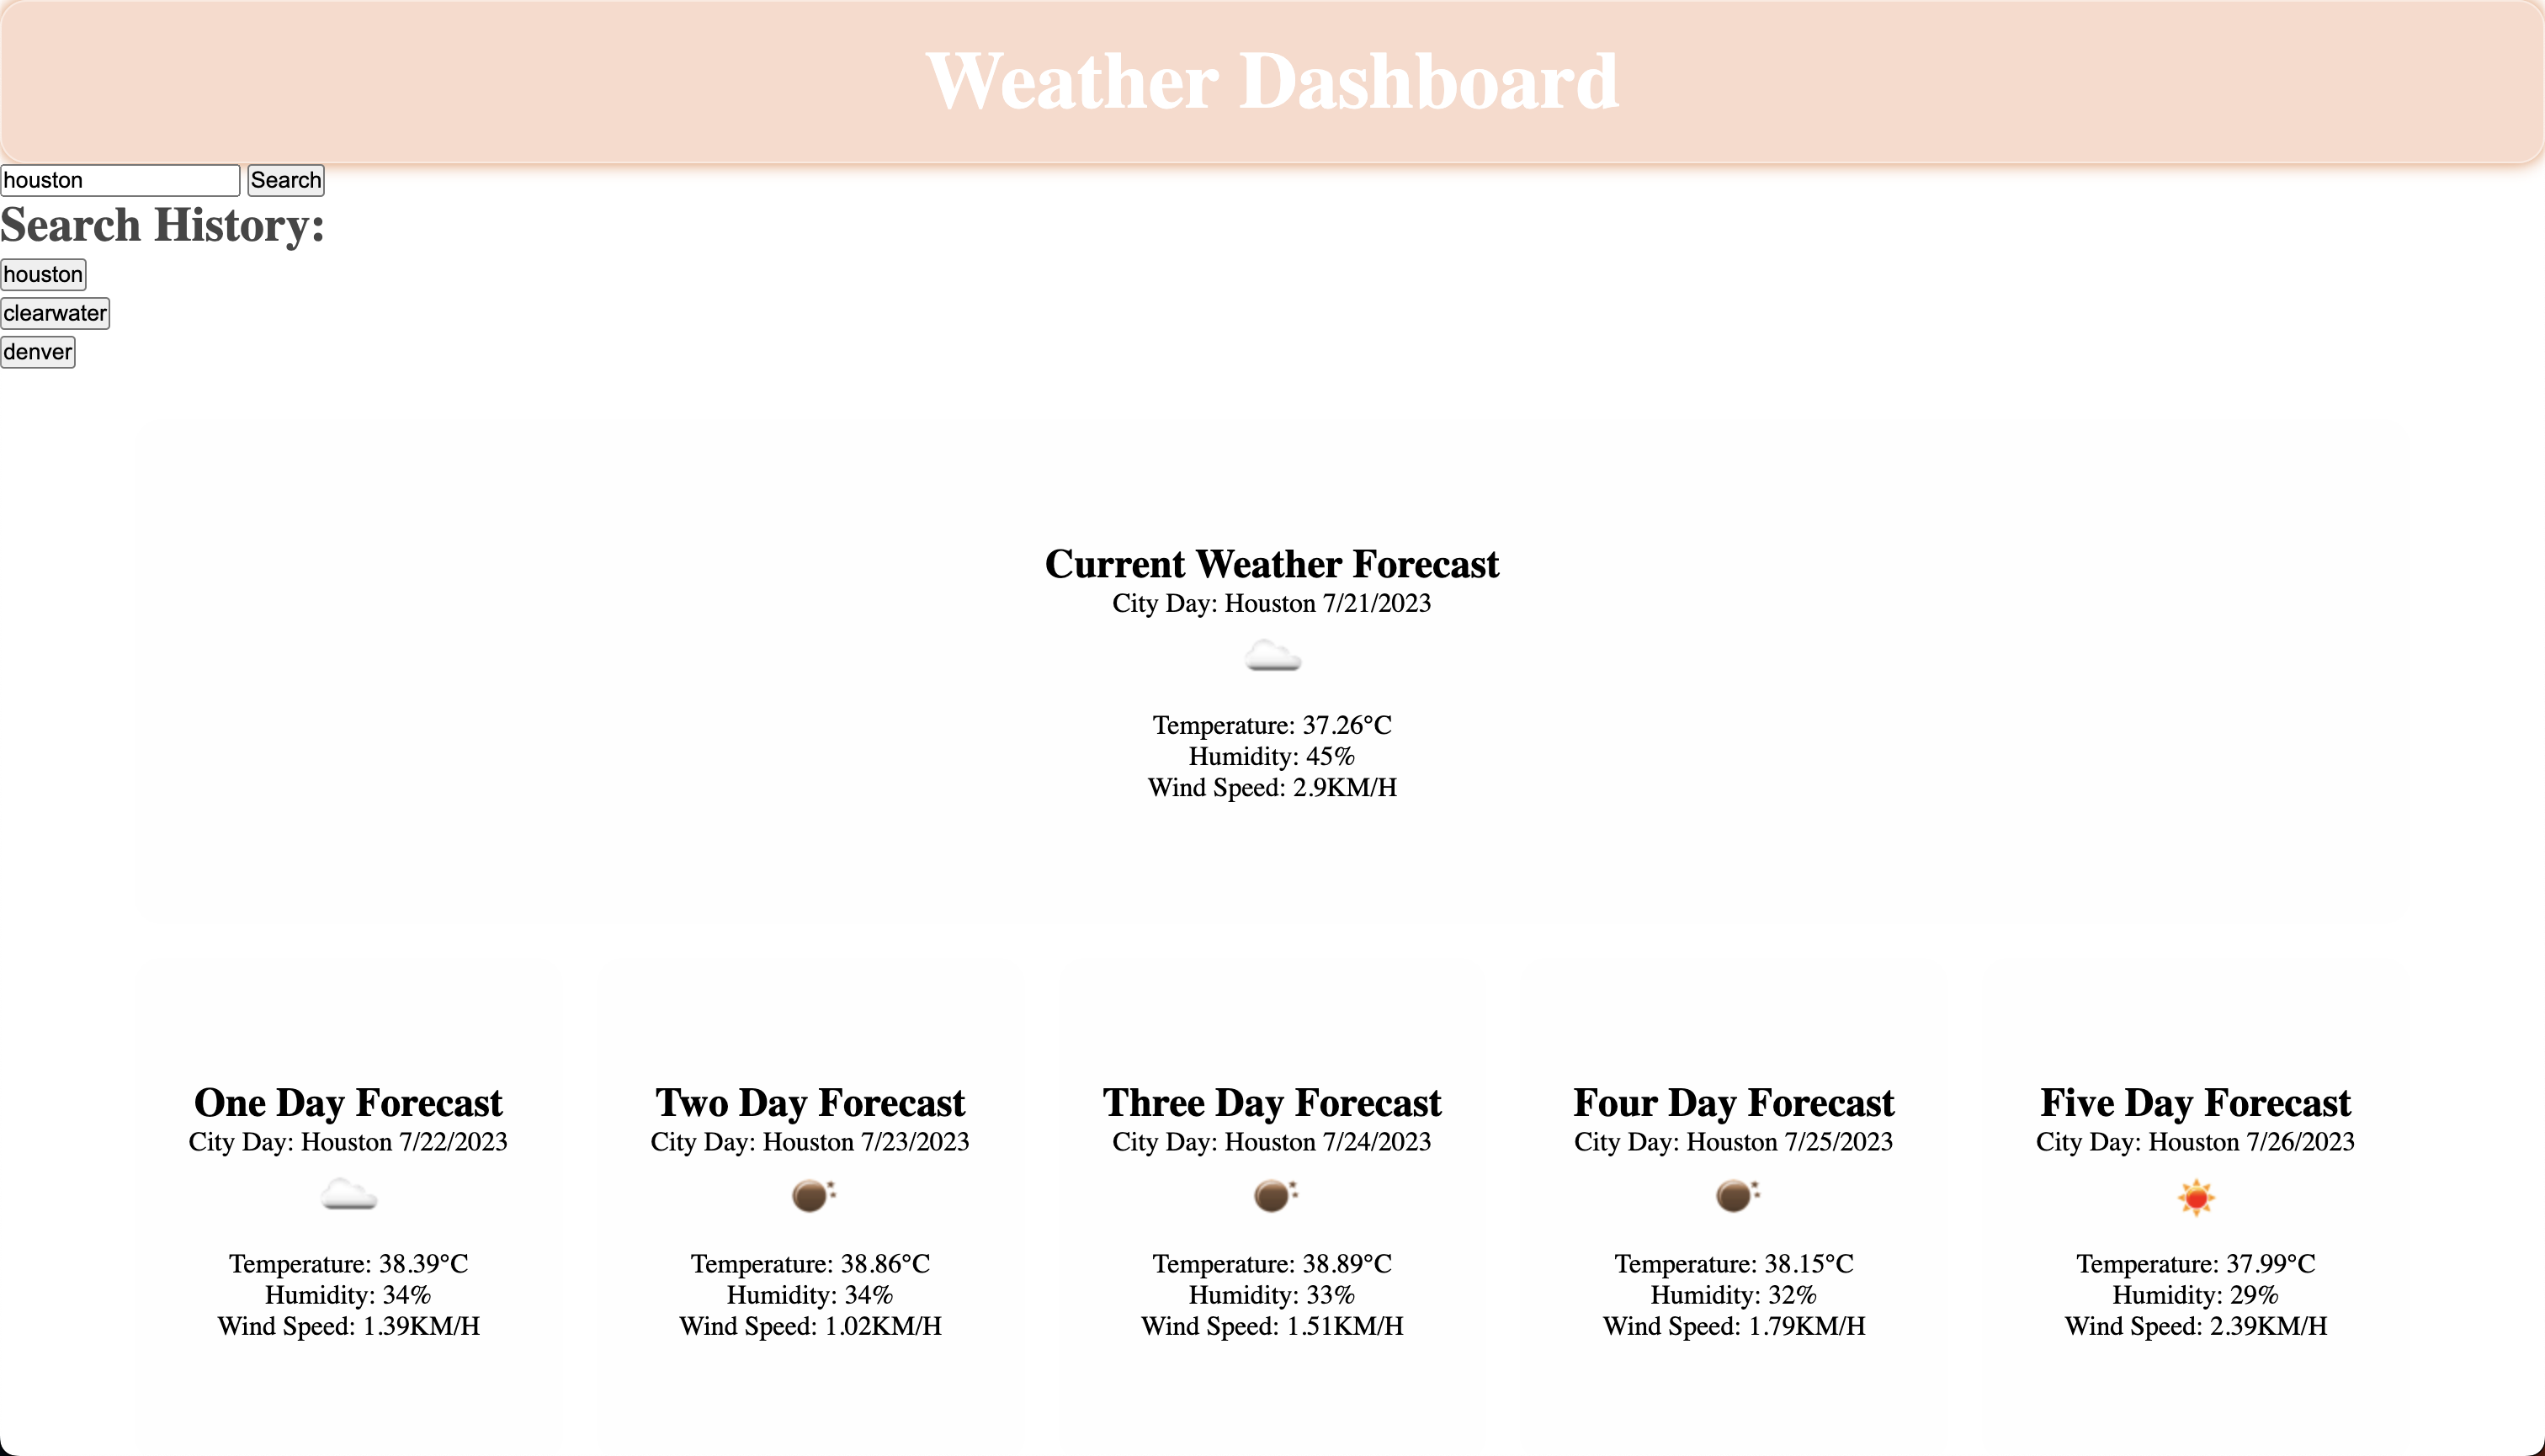 Weather Dashboard
houston Search
Search History:
houston
clearwater
denver
Current Weather Forecast
City Day: Houston 7/21/2023
Temperature: 37.26°C
Humidity: 45%
Wind Speed: 2.9KM/H
One Day Forecast
City Day: Houston 7/22/2023
Temperature: 38.39°C
Humidity: 34%
Wind Speed: 1.39KM/H
Two Day Forecast
City Day: Houston 7/23/2023
Temperature: 38.86°C
Humidity: 34%
Wind Speed: 1.02KM/H
Three Day Forecast
City Day: Houston 7/24/2023
Temperature: 38.89°C
Humidity: 33%
Wind Speed: 1.51KM/H
Four Day Forecast
City Day: Houston 7/25/2023
Temperature: 38.15°C
Humidity: 32%
Wind Speed: 1.79KM/H
Five Day Forecast
City Day: Houston 7/26/2023
Temperature: 37.99°C
Humidity: 29%
Wind Speed: 2.39KM/H